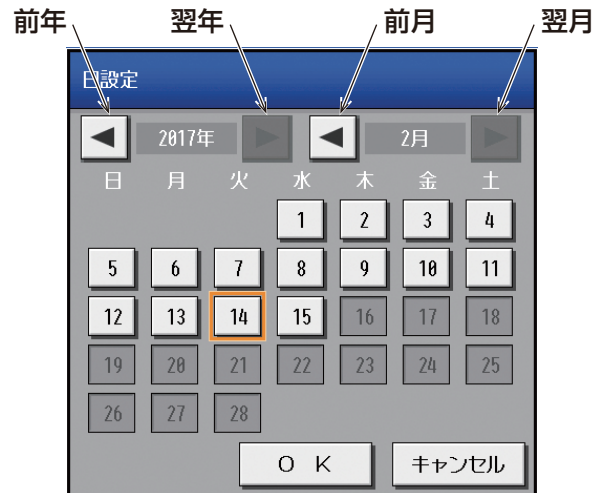 前年 翌年 前月 翌月
日設定
◀ 2017年 ▶ ◀ 2月 ▶
日 月 火 水 木 金 土
1 2 3 4
5 6 7 8 9 10 11
12 13 14 15 16 17 18
19 20 21 22 23 24 25
26 27 28
O K キャンセル